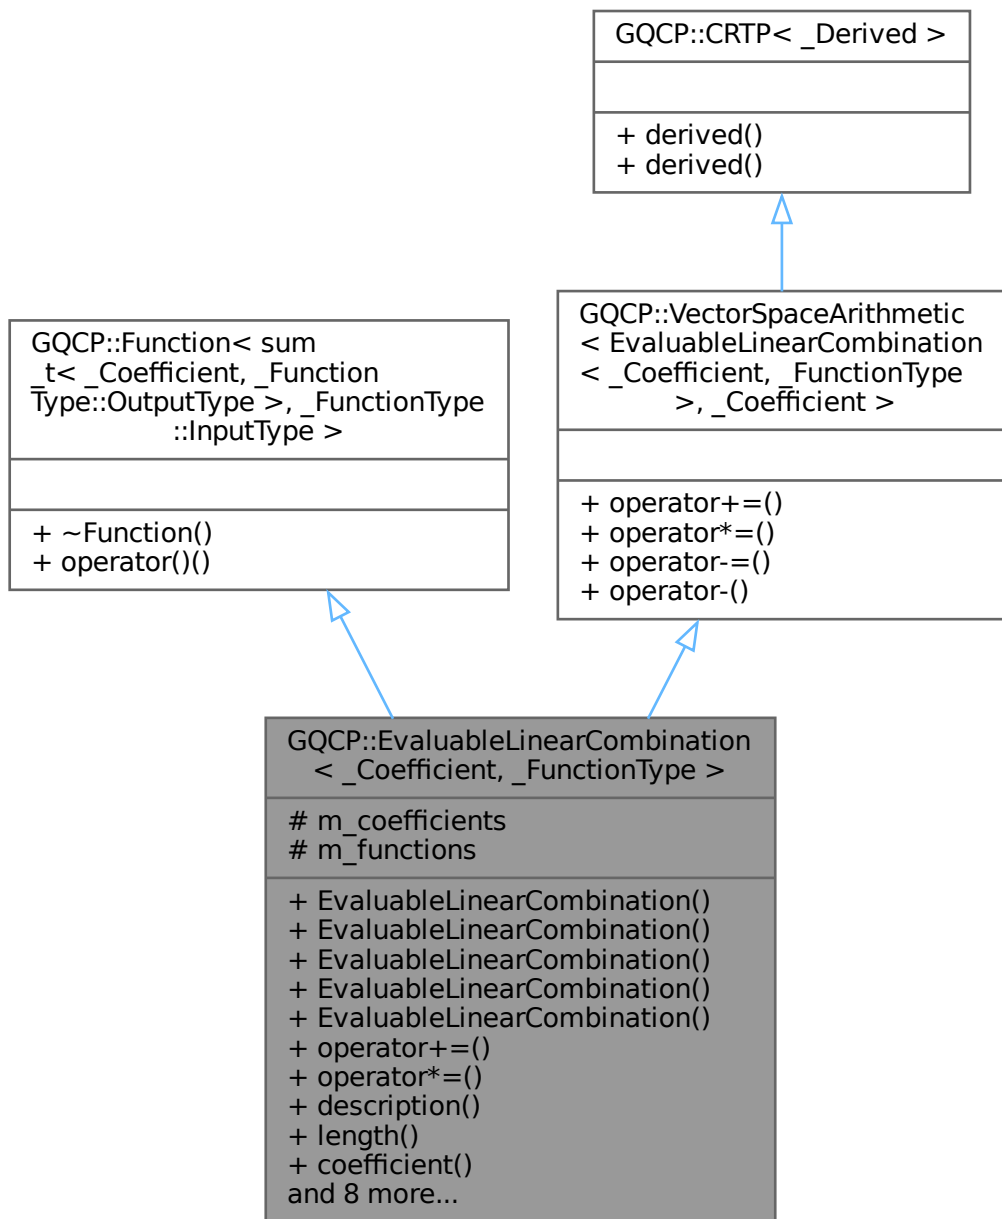 GQCP::CRTP< _Derived >
+ derived()
+ derived()
GQCP::Function< sum
_t< _Coefficient, _Function
Type::OutputType >, _FunctionType
::InputType >
+ ~Function()
+ operator()()
GQCP::VectorSpaceArithmetic
< EvaluableLinearCombination
< _Coefficient, _FunctionType
>, _Coefficient >
+ operator+=()
+ operator*=()
+ operator-=()
+ operator-()
GQCP::EvaluableLinearCombination
< _Coefficient, _FunctionType >
# m_coefficients
# m_functions
+ EvaluableLinearCombination()
+ EvaluableLinearCombination()
+ EvaluableLinearCombination()
+ EvaluableLinearCombination()
+ EvaluableLinearCombination()
+ operator+=()
+ operator*=()
+ description()
+ length()
+ coefficient()
and 8 more...